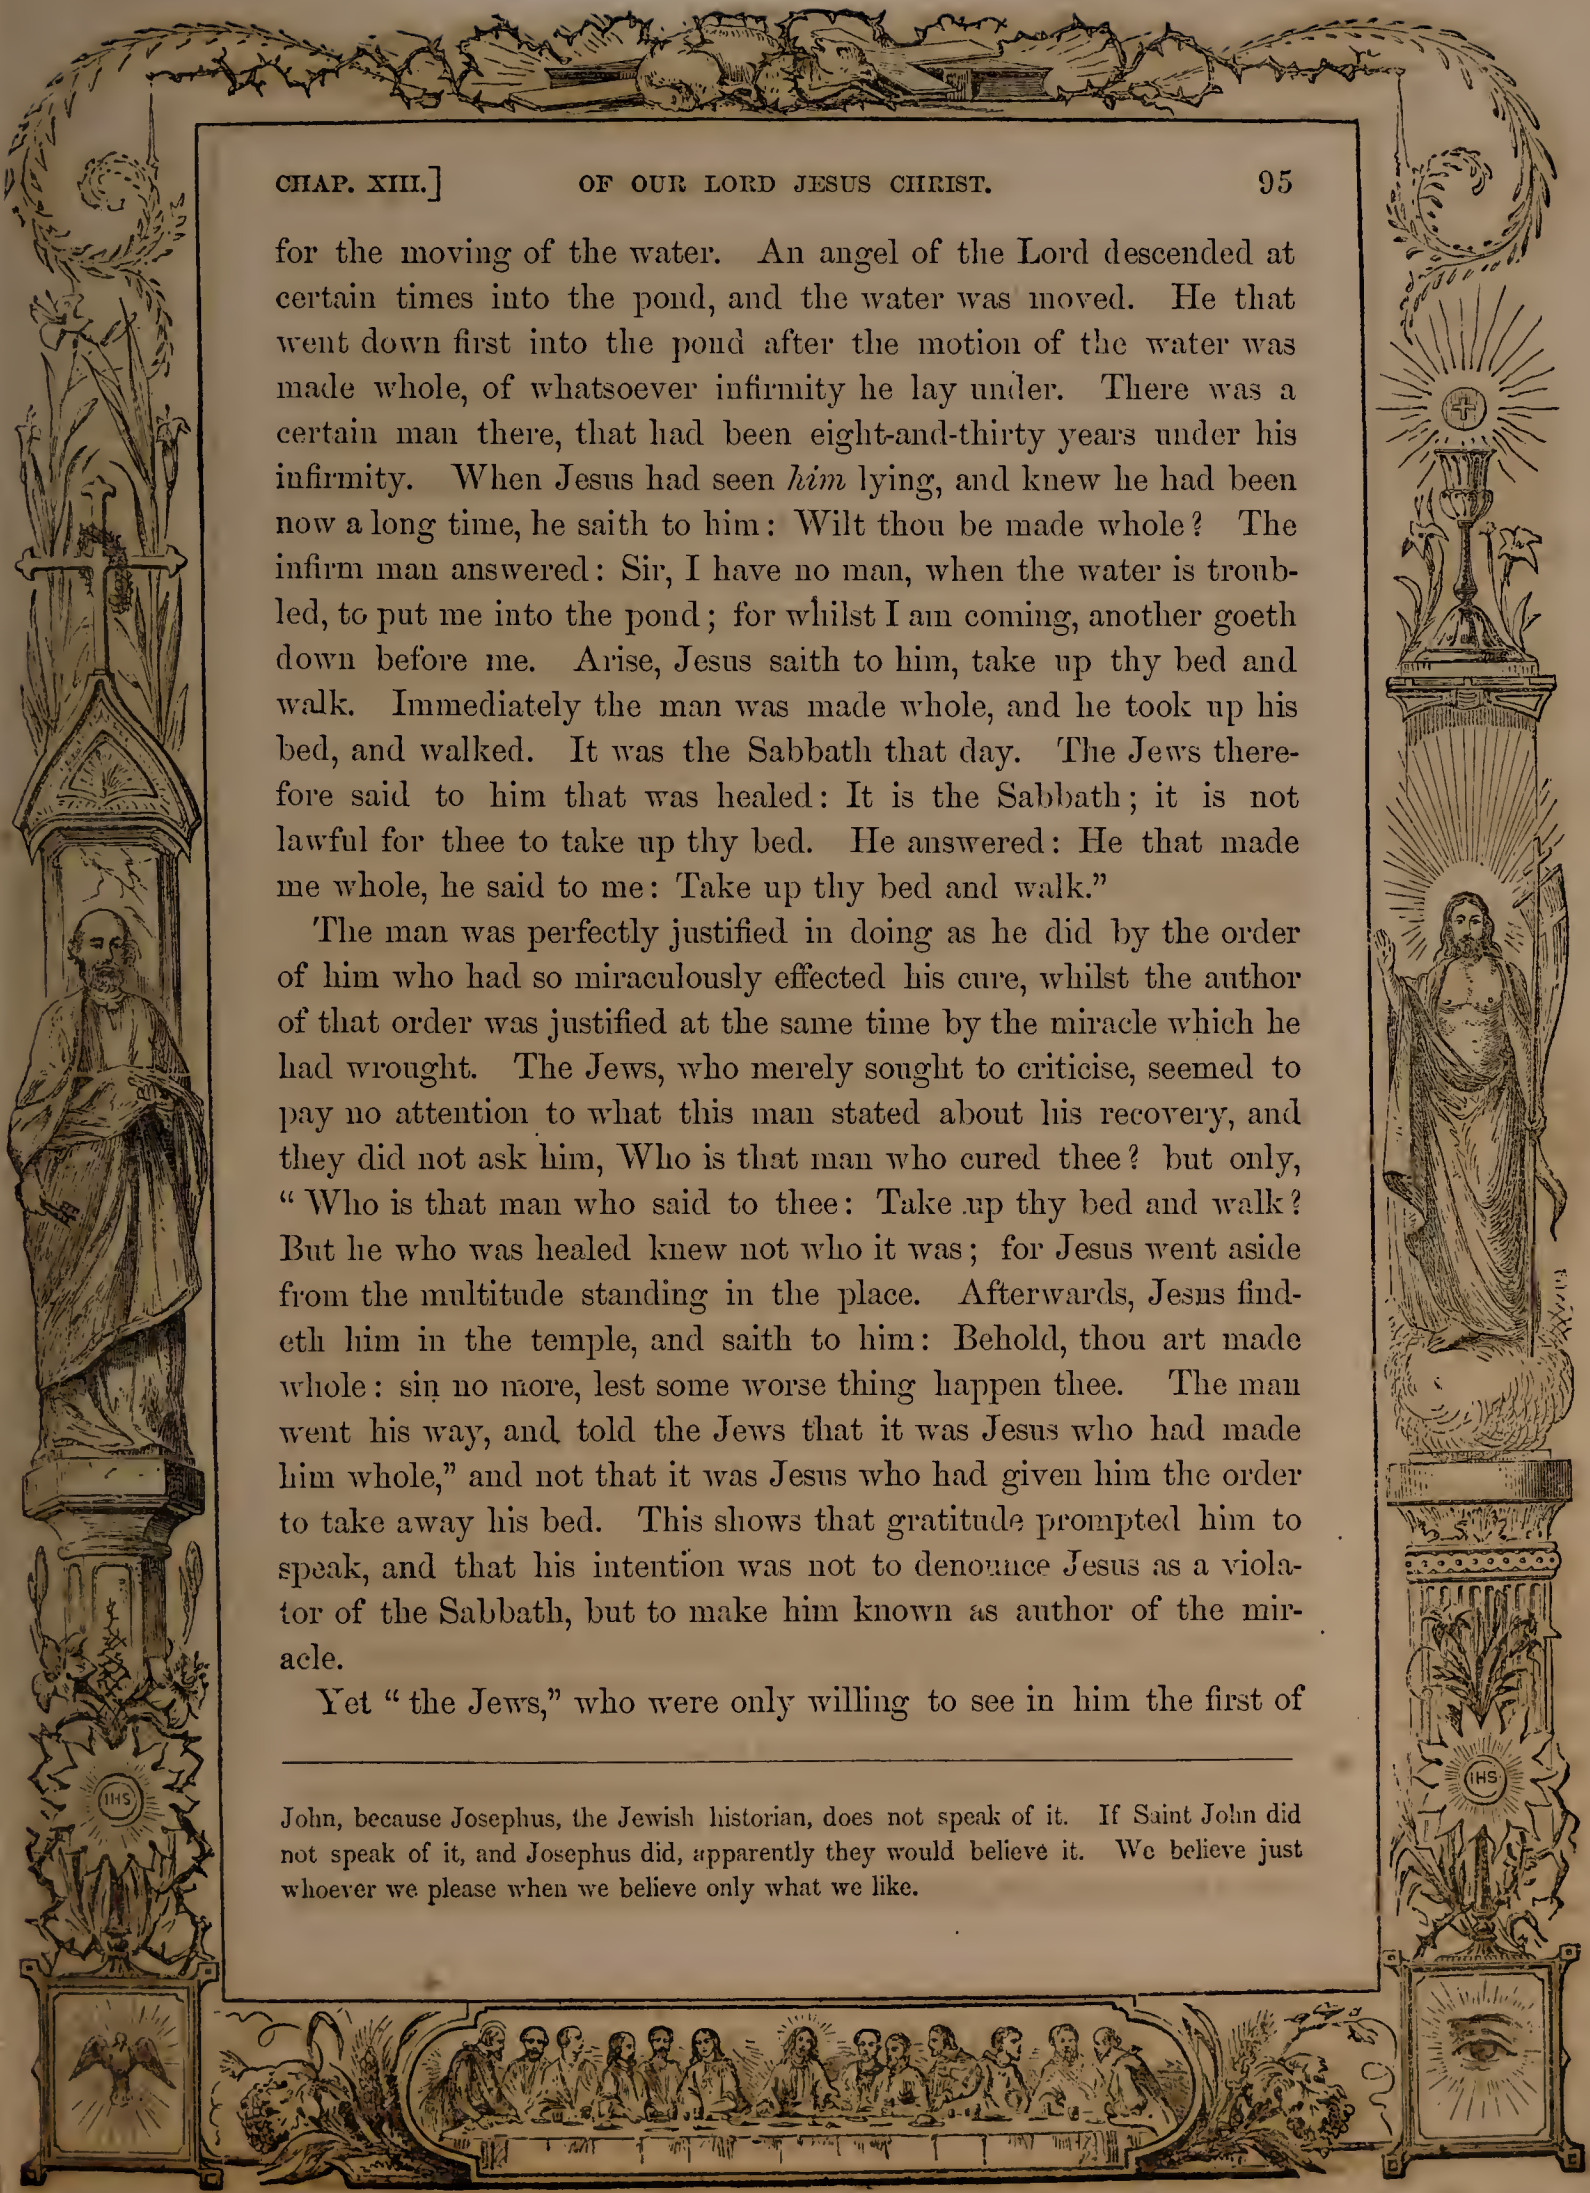 CHAP. XIII.] OF OUR LORD JESUS CHRIST. 95
for the moving of the water. An angel of the Lord descended at
certain times into the pond, and the water was moved. He that
went down first into the pond after the motion of the water was
made whole, of whatsoever infirmity he lay under. There was a
certain man there, that had been eight-and-thirty years under his
infirmity. When Jesus had seen him lying, and knew he had been
now a long time, he saith to him: Wilt thou be made whole? The
infirm man answered: Sir, I have no man, when the water is troub-
led, to put me into the pond; for whilst I am coming, another goeth
down before me. Arise, Jesus saith to him, take up thy bed and
walk. Immediately the man was made whole, and he took up his
bed, and walked. It was the Sabbath that day. The Jews there-
fore said to him that was healed: It is the Sabbath; it is not
lawful for thee to take up thy bed. He answered: He that made
me whole, he said to me: Take up thy bed and walk.”
The man was perfectly justified in doing as he did by the order
of him who had so miraculously effected his cure, whilst the author
of that order was justified at the same time by the miracle which he
had wrought. The Jews, who merely sought to criticise, seemed to
pay no attention to what this man stated about his recovery, and
they did not ask him, Who is that man who cured thee? but only,
“Who is that man who said to thee: Take up thy bed and walk?
But he who was healed knew not who it was; for Jesus went aside
from the multitude standing in the place. Afterwards, Jesus find-
eth him in the temple, and saith to him: Behold, thou art made
whole: sin no more, lest some worse thing happen thee. The man
went his way, and told the Jews that it was Jesus who had made
him whole,” and not that it was Jesus who had given him the order
to take away his bed. This shows that gratitude prompted him to
speak, and that his intention was not to denounce Jesus as a viola-
tor of the Sabbath, but to make him known as author of the mir-
acle.
Yet “the Jews,” who were only willing to see in him the first of
John, because Josephus, the Jewish historian, does not speak of it. If Saint John did
not speak of it, and Josephus did, apparently they would believe it. We believe just
whoever we please when we believe only what we like.
IHS
IHS